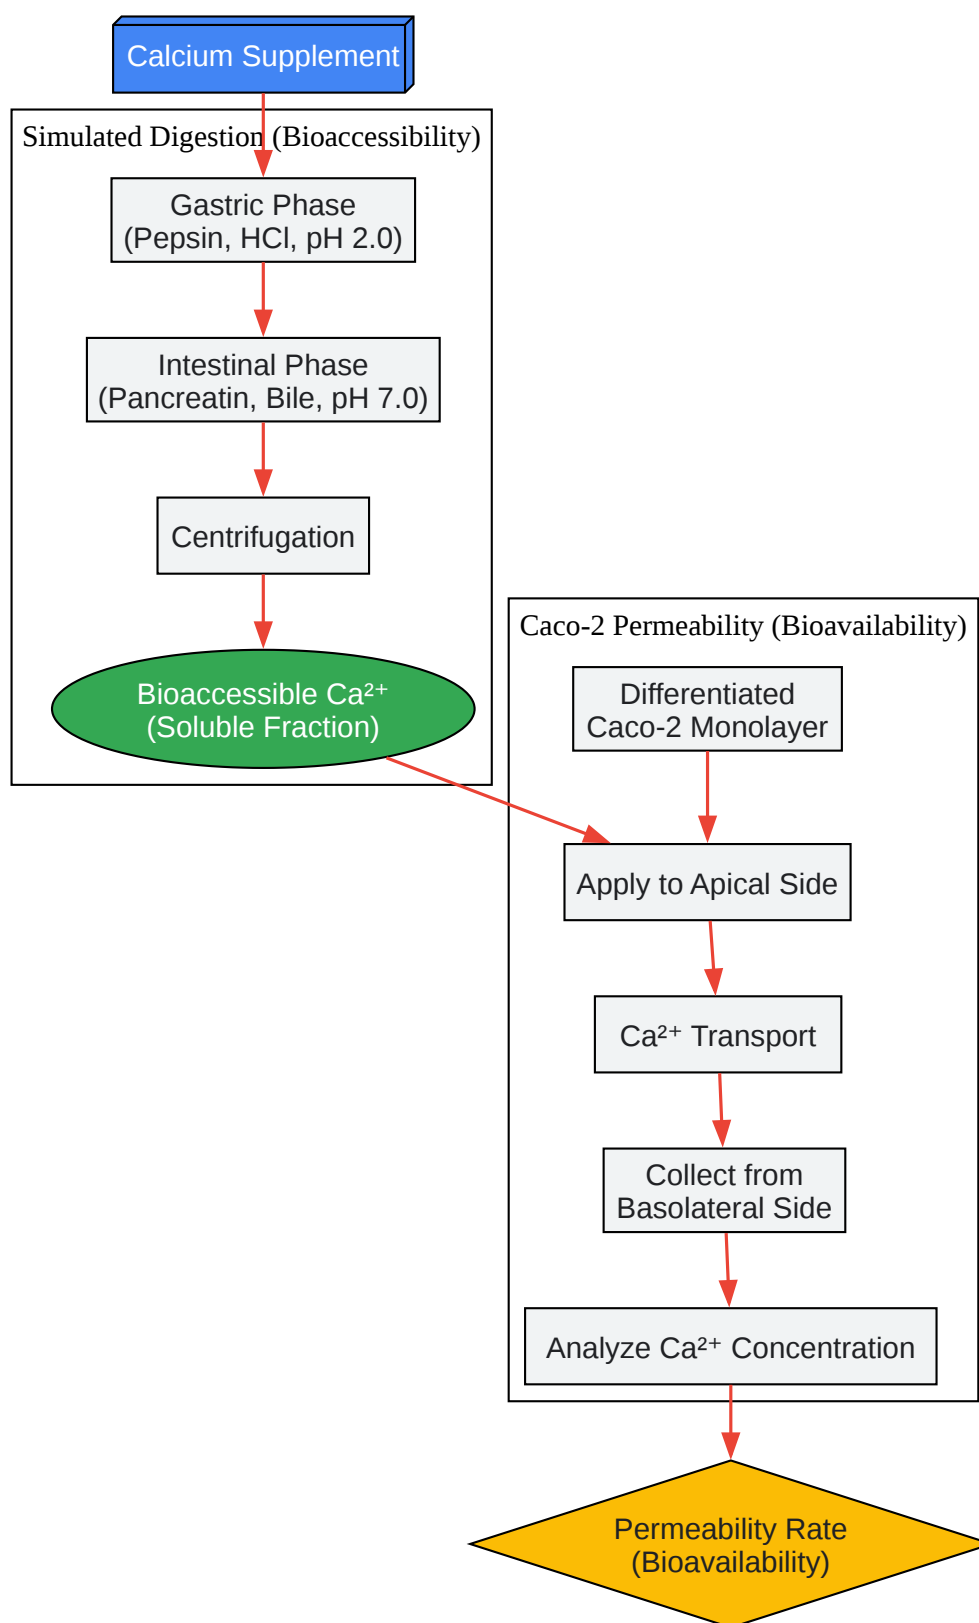 Calcium Supplement
Simulated Digestion (Bioaccessibility)
Gastric Phase
(Pepsin, HCl, pH 2.0)
Intestinal Phase
(Pancreatin, Bile, pH 7.0)
Centrifugation
Bioaccessible Ca²⁺
(Soluble Fraction)
Caco-2 Permeability (Bioavailability)
Differentiated
Caco-2 Monolayer
Apply to Apical Side
Ca²⁺ Transport
Collect from
Basolateral Side
Analyze Ca²⁺ Concentration
Permeability Rate
(Bioavailability)